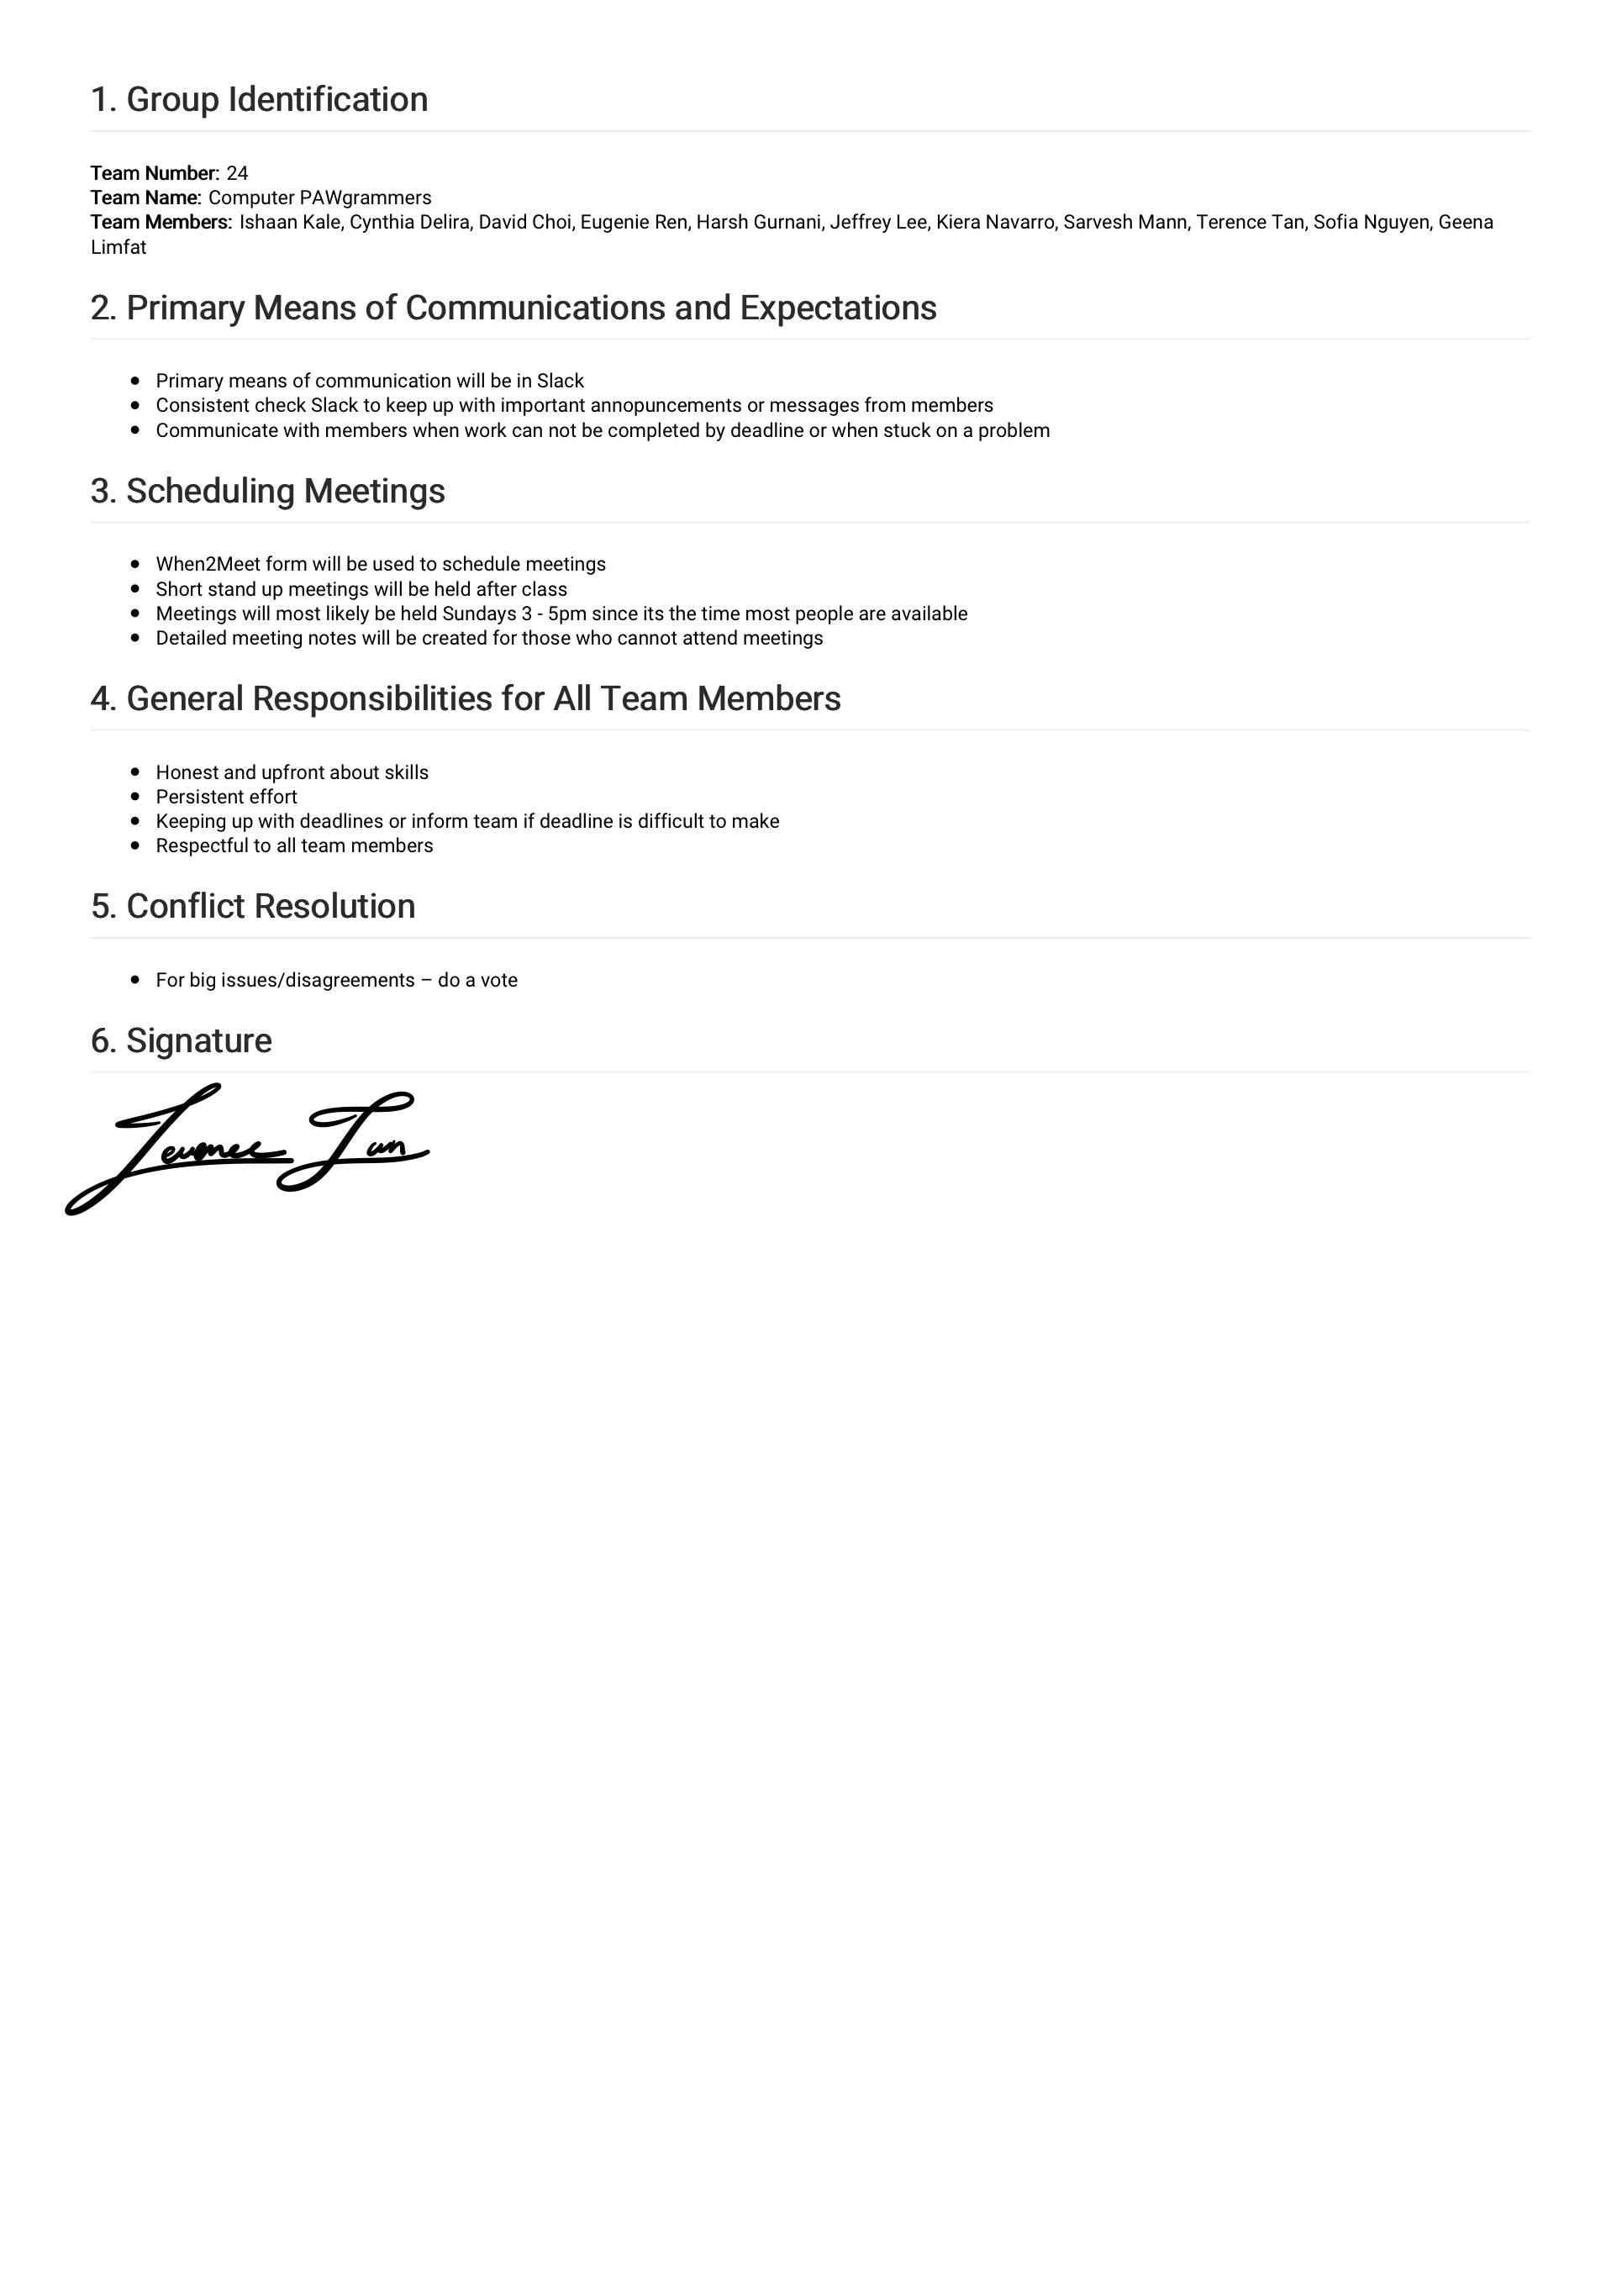 1. Group Identification
Team Number: 24
Team Name: Computer PAWgrammers
Team Members: Ishaan Kale, Cynthia Delira, David Choi, Eugenie Ren, Harsh Gurnani, Jeffrey Lee, Kiera Navarro, Sarvesh Mann, Terence Tan, Sofia Nguyen, Geena
Limfat
2. Primary Means of Communications and Expectations
• Primary means of communication will be in Slack
• Consistent check Slack to keep up with important annopuncements or messages from members
• Communicate with members when work can not be completed by deadline or when stuck on a problem
3. Scheduling Meetings
• When2Meet form will be used to schedule meetings
• Short stand up meetings will be held after class
• Meetings will most likely be held Sundays 3 - 5pm since its the time most people are available
• Detailed meeting notes will be created for those who cannot attend meetings
4. General Responsibilities for All Team Members
• Honest and upfront about skills
• Persistent effort
• Keeping up with deadlines or inform team if deadline is difficult to make
• Respectful to all team members
5. Conflict Resolution
• For big issues/disagreements – do a vote
6. Signature
Terence Tan